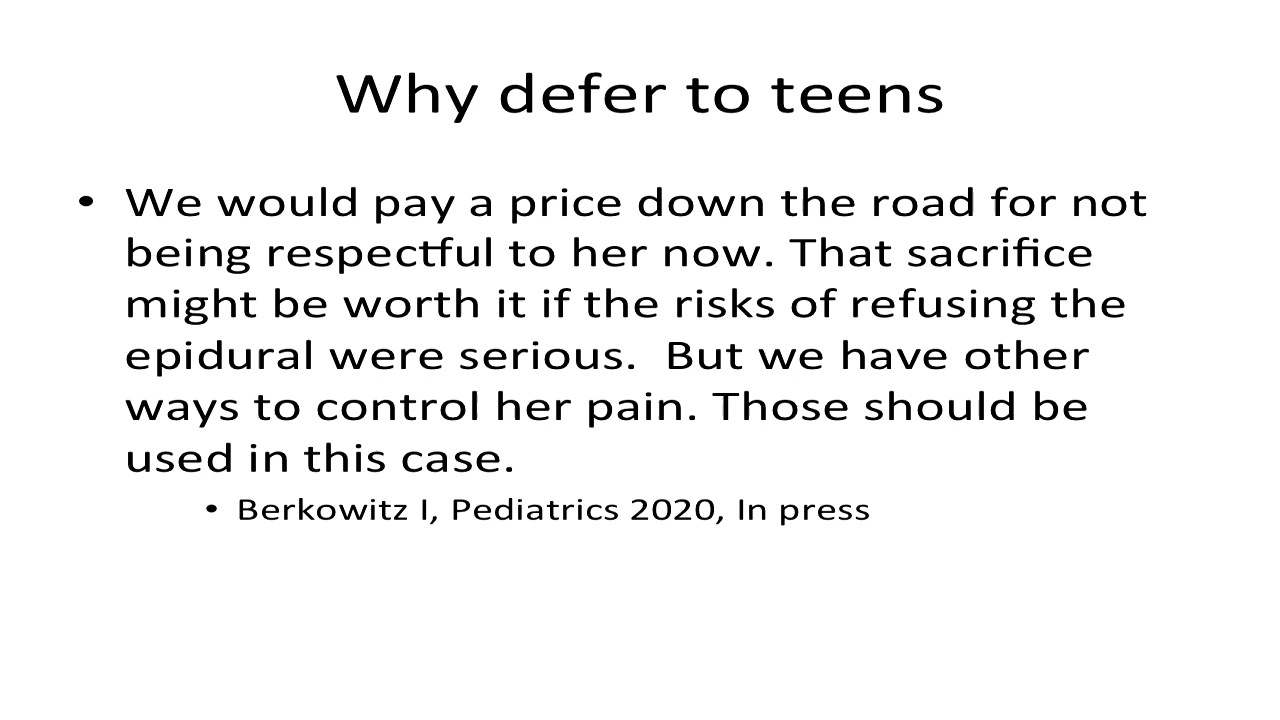 Why defer to teens
• We would pay a price down the road for not
being respectful to her now. That sacrifice
might be worth it if the risks of refusing the
epidural were serious.  But we have other
ways to control her pain. Those should be
used in this case.
• Berkowitz I, Pediatrics 2020, In press